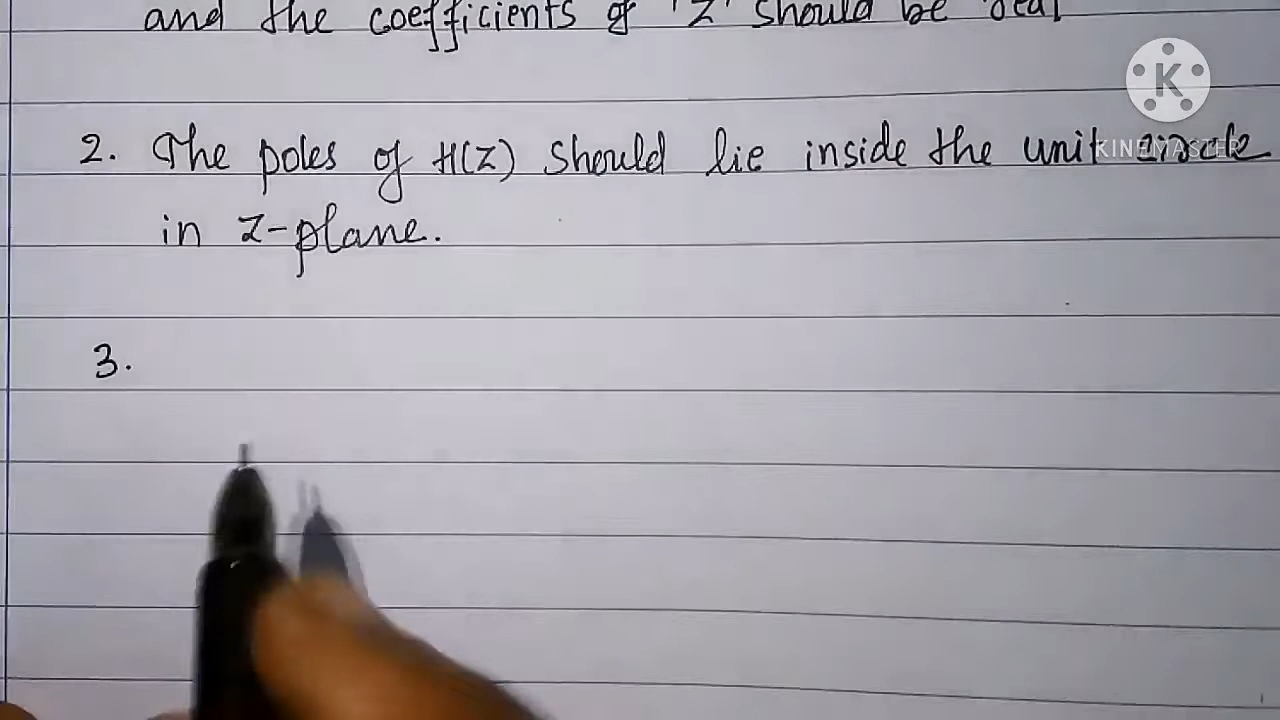 and the coefficients of 'Z' should be real
2. The poles of H(Z) should lie inside the unit circle
in Z-plane.
3.
K
KINEMASTER